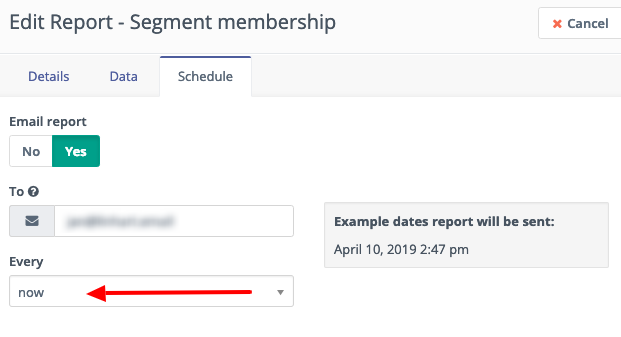 Edit Report - Segment membership
Cancel
Details Data Schedule
Email report
No Yes
To
Example dates report will be sent:
April 10, 2019 2:47 pm
Every
now